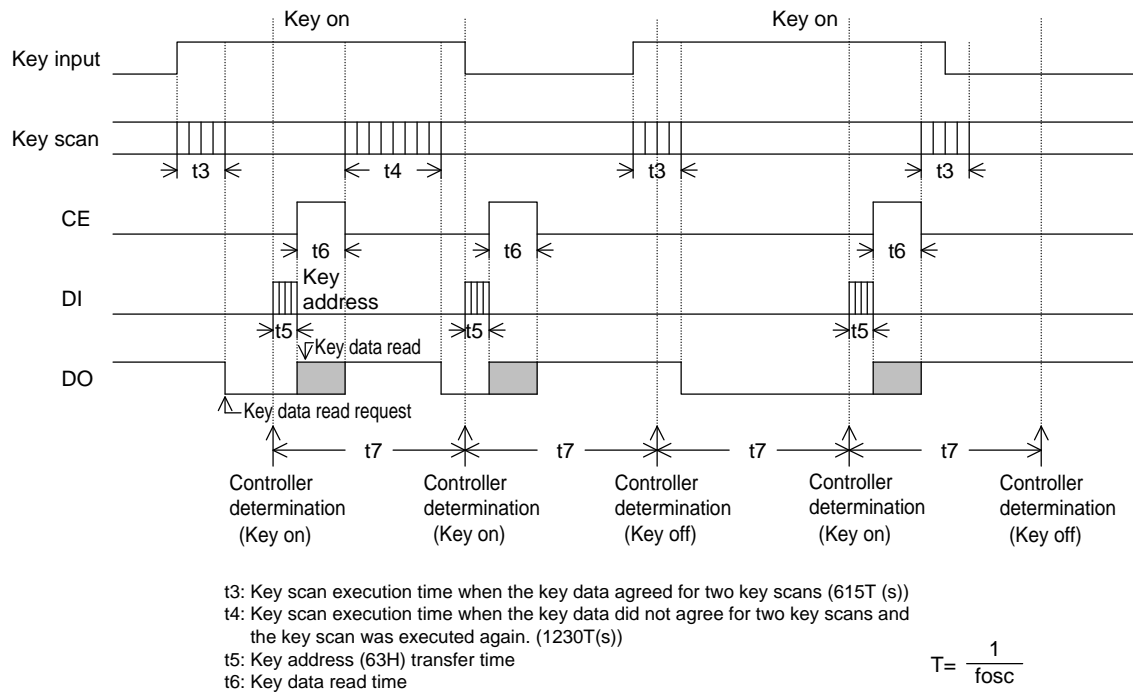 Key on Key on
Key input
Key scan
t3 t4 t3 t3
CE
t6 t6 t6
Key
address
DI
t5 t5 t5
Key data read
DO
Key data read request
t7 t7 t7 t7
Controller Controller Controller Controller Controller
determination determination determination determination determination
(Key on) (Key on) (Key off) (Key on) (Key off)
t3: Key scan execution time when the key data agreed for two key scans (615T (s))
t4: Key scan execution time when the key data did not agree for two key scans and
the key scan was executed again. (1230T(s))
t5: Key address (63H) transfer time
t6: Key data read time
T= 1
fosc